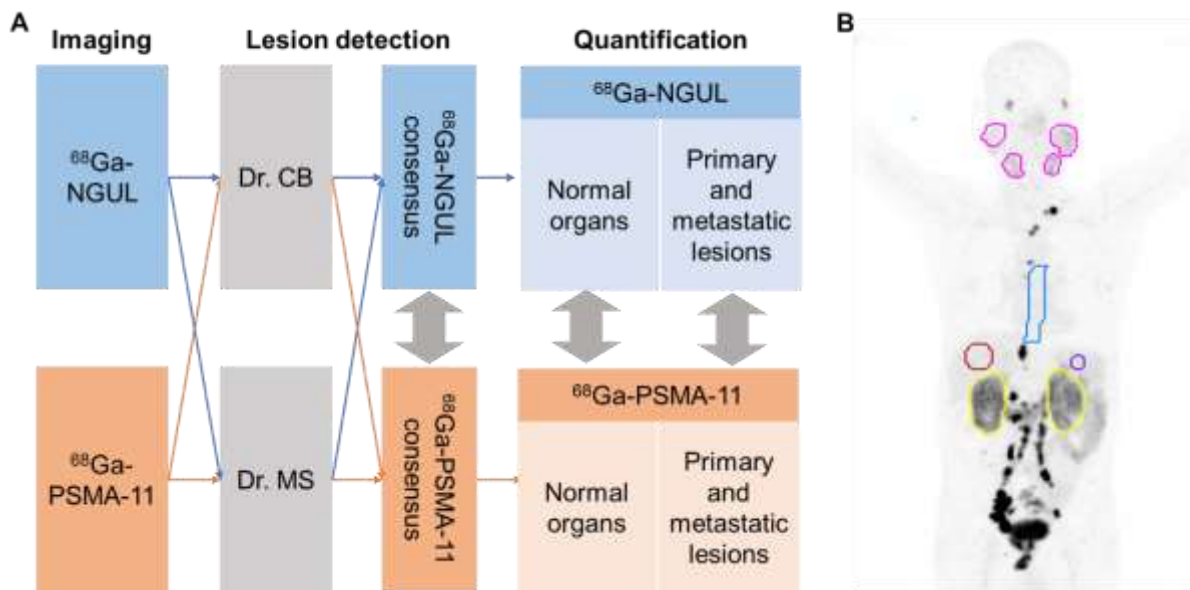 A
Imaging
Lesion detection
Quantification
B
⁶⁸Ga-
NGUL
Dr. CB
⁶⁸Ga-NGUL
consensus
⁶⁸Ga-NGUL
Normal
organs
Primary
and
metastatic
lesions
⁶⁸Ga-
PSMA-11
Dr. MS
⁶⁸Ga-PSMA-11
consensus
⁶⁸Ga-PSMA-11
Normal
organs
Primary
and
metastatic
lesions